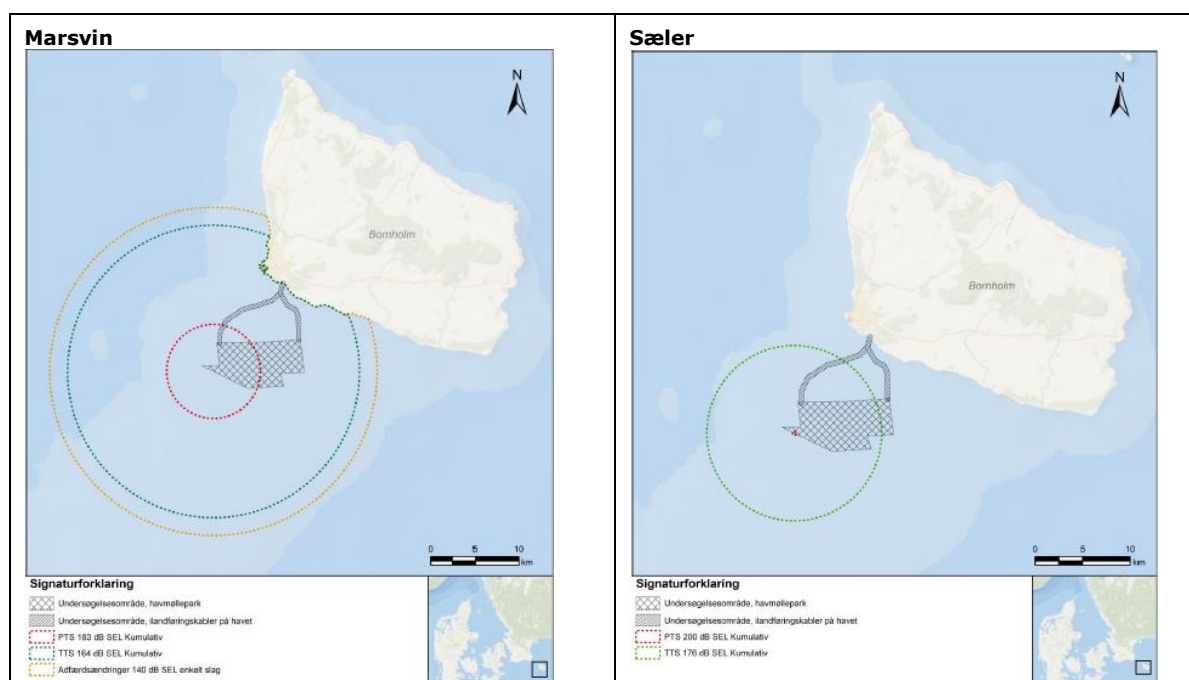 Marsvin
N
Bornholm
0 5 10
km
Signaturforklaring
Undersøgelsesområde, havmøllepark
Undersøgelsesområde, ilandføringskabler på havet
PTS 183 dB SEL Kumulativ
TTS 164 dB SEL Kumulativ
Adfærdsændringer 140 dB SEL enkelt slag
Sæler
N
Bornholm
0 5 10
km
Signaturforklaring
Undersøgelsesområde, havmøllepark
Undersøgelsesområde, ilandføringskabler på havet
PTS 200 dB SEL Kumulativ
TTS 176 dB SEL Kumulativ